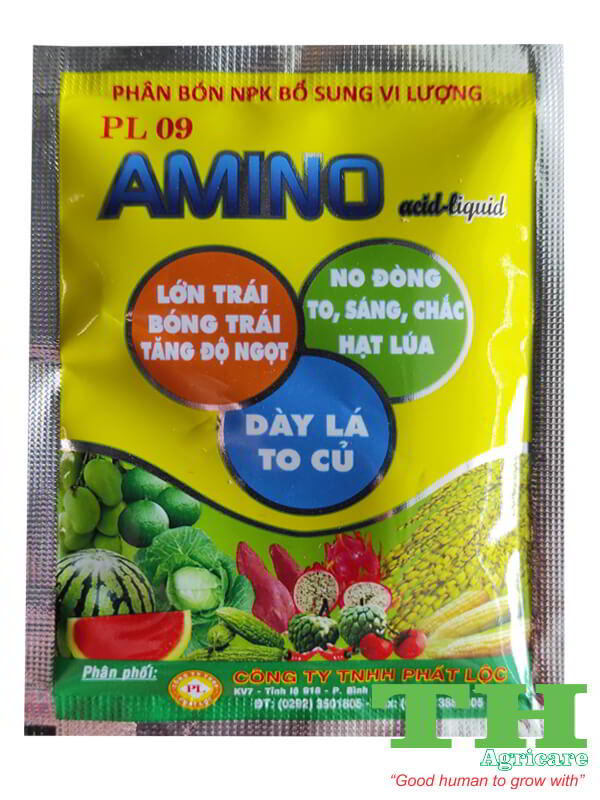 PHÂN BÓN NPK BỔ SUNG VI LƯỢNG
PL 09
AMINO
acid-liquid
LỚN TRÁI
BÓNG TRÁI
TĂNG ĐỘ NGỌT
NO ĐÒNG
TO, SÁNG, CHẮC
HẠT LÚA
DÀY LÁ
TO CỦ
Phân phối:
PL
CÔNG TY TNHH PHÁT LỘC
KV7 - Tỉnh lộ 918 - P. Bình
ĐT: (0292) 3501605
TH
Agricare
"Good human to grow with"